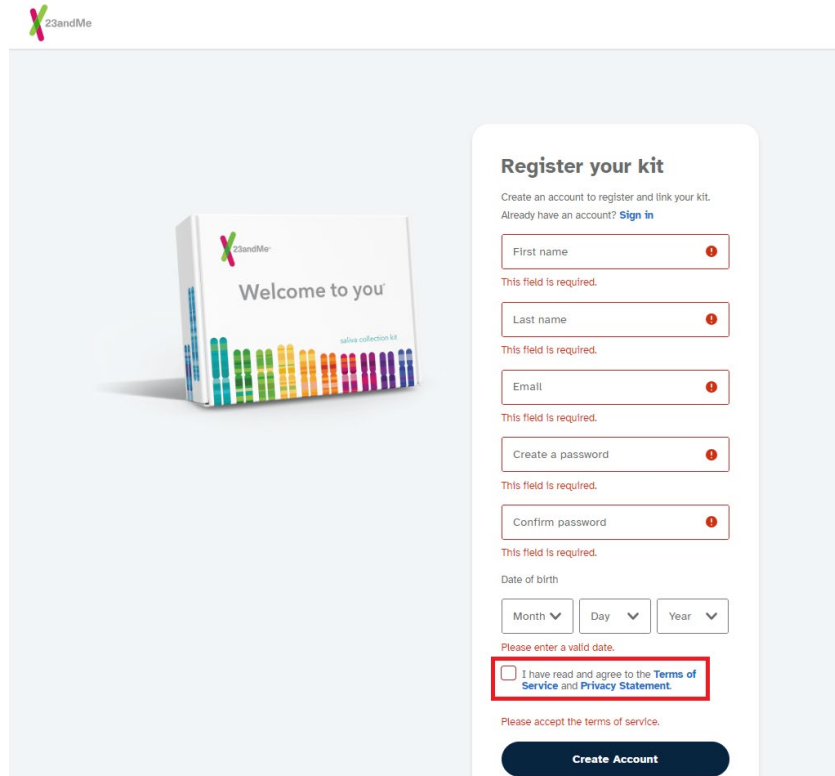 23andMe
23andMe
Welcome to you
saliva collection kit
Register your kit
Create an account to register and link your kit.
Already have an account? Sign in
First name
This field is required.
Last name
This field is required.
Email
This field is required.
Create a password
This field is required.
Confirm password
This field is required.
Date of birth
Month Day Year
Please enter a valid date.
I have read and agree to the Terms of
Service and Privacy Statement.
Please accept the terms of service.
Create Account